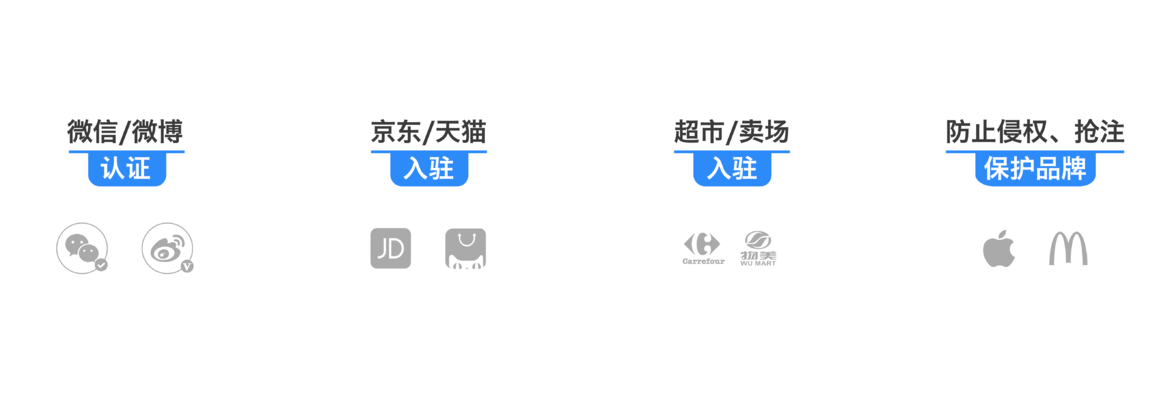 微信/微博
认证
京东/天猫
入驻
超市/卖场
入驻
防止侵权、抢注
保护品牌
V
JD
Carrefour
物美
WU MART